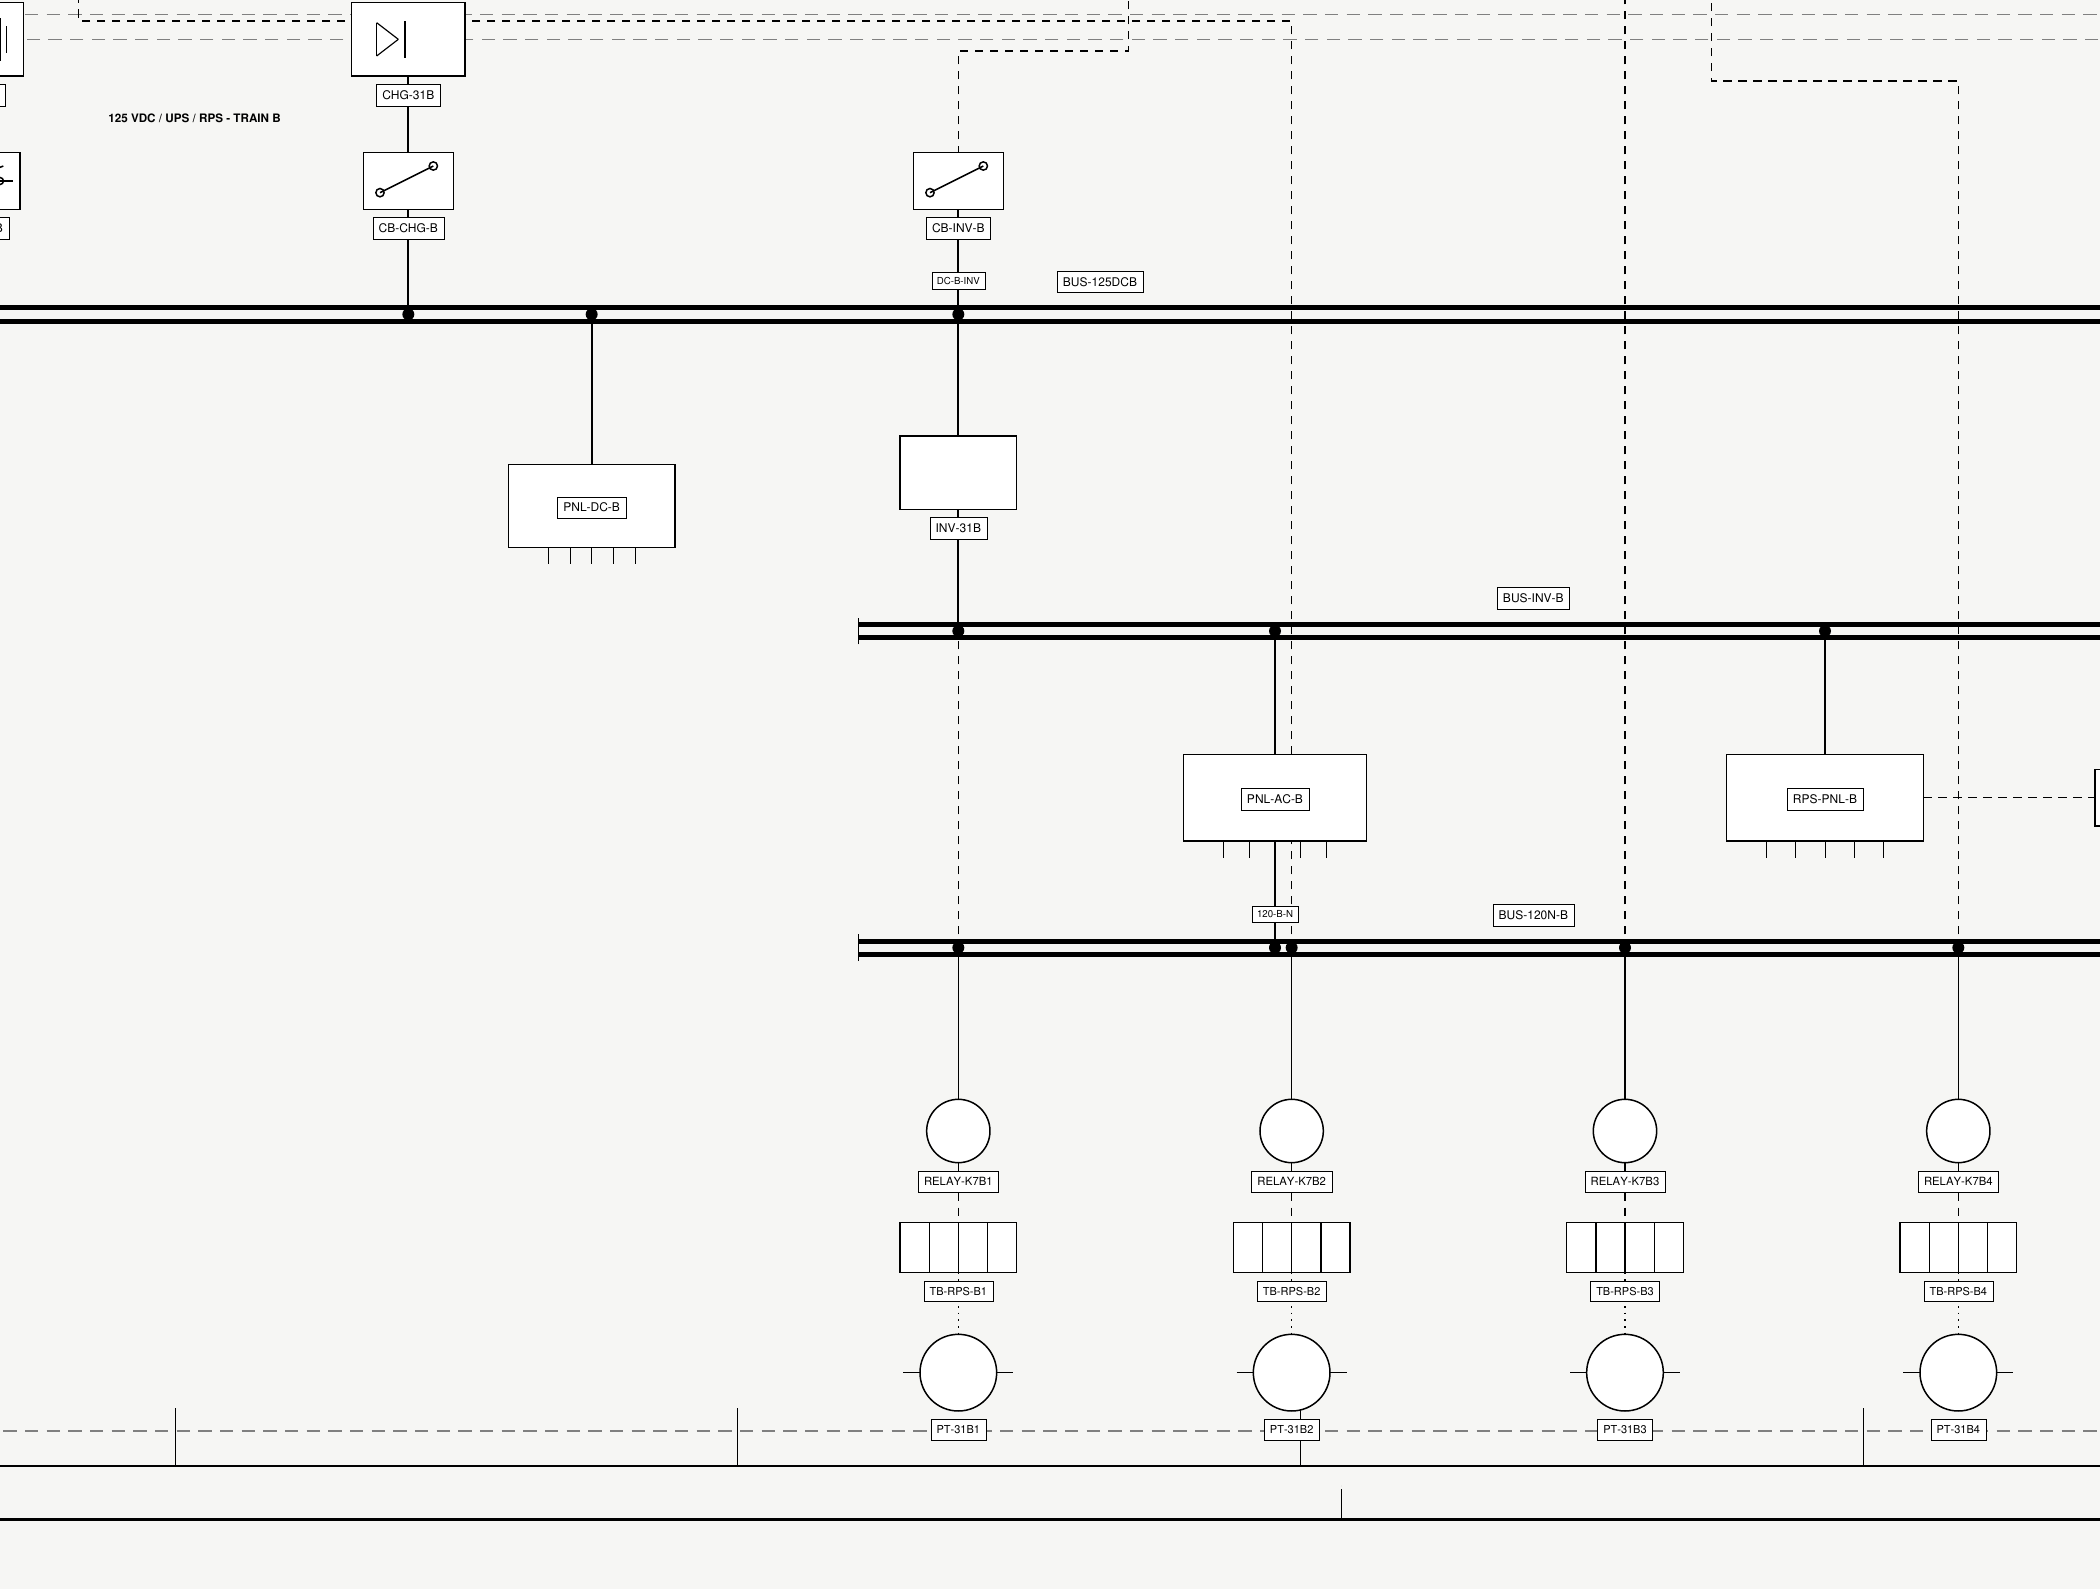 CHG-31B
125 VDC / UPS / RPS - TRAIN B
CB-CHG-B
CB-INV-B
DC-B-INV
BUS-125DCB
PNL-DC-B
INV-31B
BUS-INV-B
PNL-AC-B
RPS-PNL-B
120-B-N
BUS-120N-B
RELAY-K7B1
RELAY-K7B2
RELAY-K7B3
RELAY-K7B4
TB-RPS-B1
TB-RPS-B2
TB-RPS-B3
TB-RPS-B4
PT-31B1
PT-31B2
PT-31B3
PT-31B4